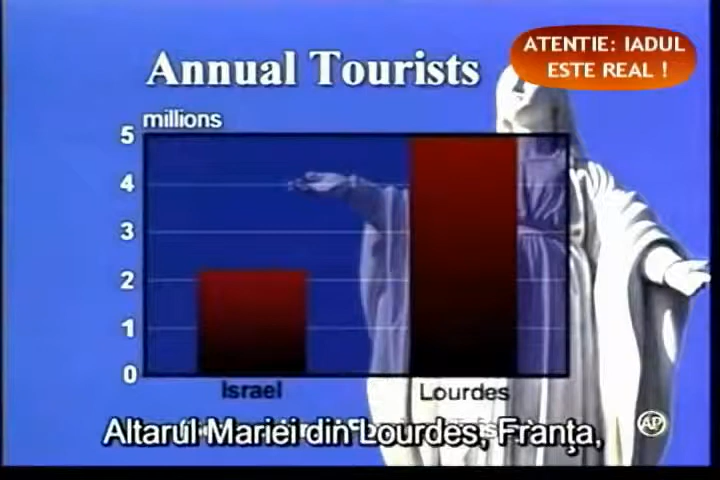 ATENTIE: IADUL
ESTE REAL !
Annual Tourists
millions
5
4
3
2
1
0
Israel
Lourdes
Altarul Mariei din Lourdes, Franţa,
AP